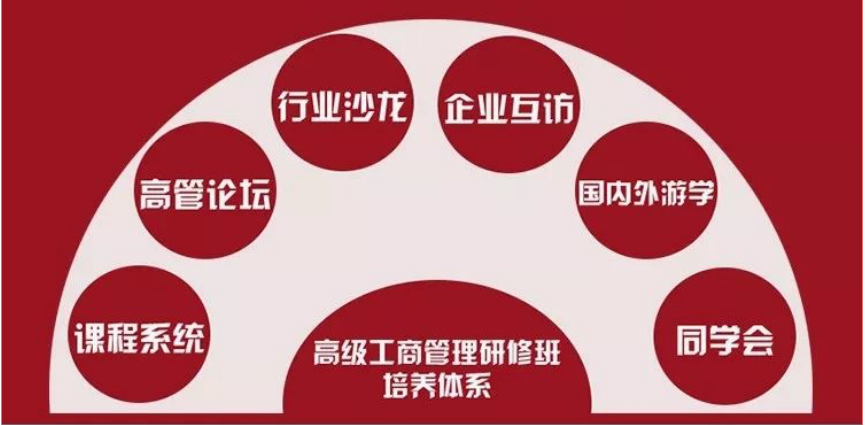 行业沙龙
企业互访
高管论坛
国内外游学
课程系统
同学会
高级工商管理研修班
培养体系